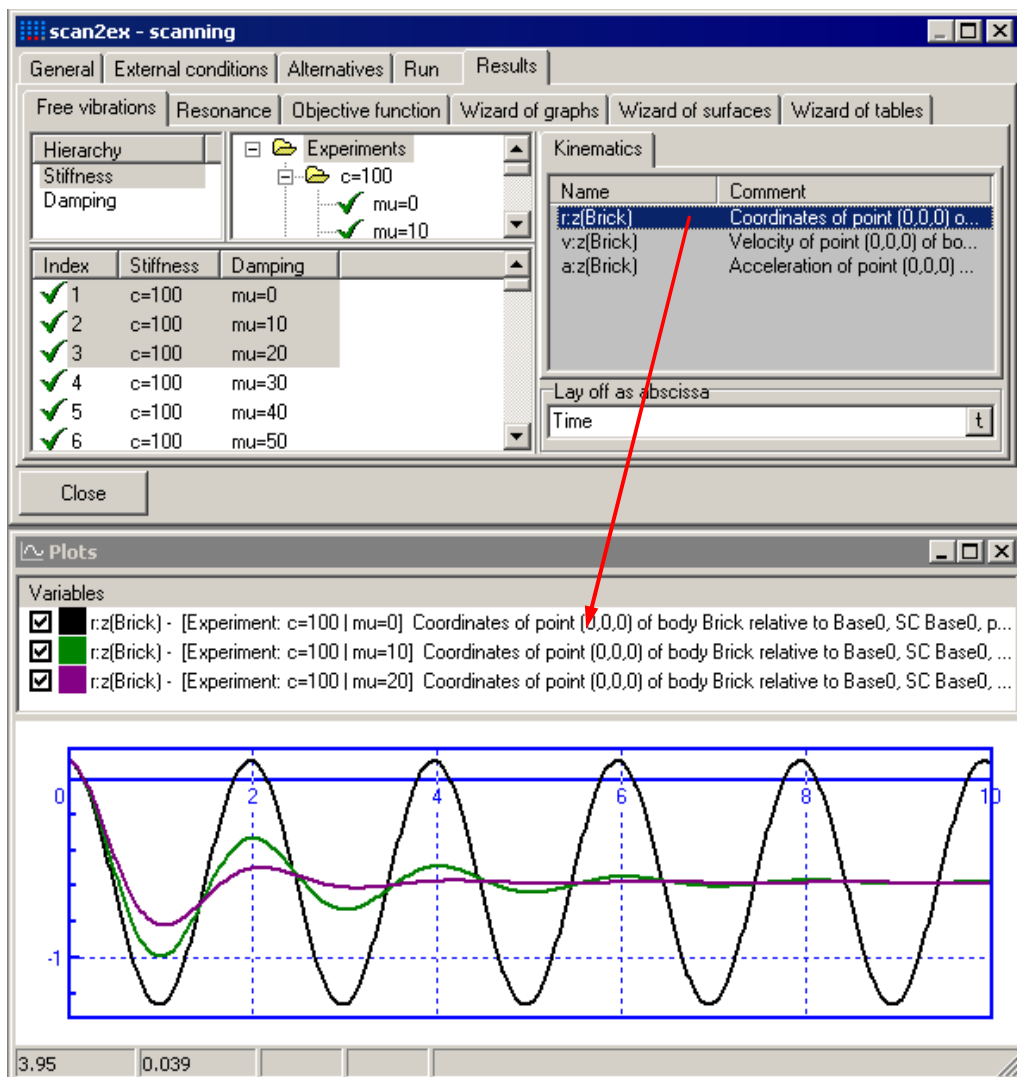 scan2ex - scanning
General External conditions Alternatives Run Results
Free vibrations Resonance Objective function Wizard of graphs Wizard of surfaces Wizard of tables
Hierarchy
Stiffness
Damping
Experiments
c=100
mu=0
mu=10
Kinematics
Name Comment
r:z(Brick) Coordinates of point (0,0,0) o...
v:z(Brick) Velocity of point (0,0,0) of bo...
a:z(Brick) Acceleration of point (0,0,0) ...
Index Stiffness Damping
1 c=100 mu=0
2 c=100 mu=10
3 c=100 mu=20
4 c=100 mu=30
5 c=100 mu=40
6 c=100 mu=50
Lay off as abscissa
Time t
Close
Plots
Variables
r:z(Brick) - [Experiment: c=100 | mu=0] Coordinates of point (0,0,0) of body Brick relative to Base0, SC Base0, p...
r:z(Brick) - [Experiment: c=100 | mu=10] Coordinates of point (0,0,0) of body Brick relative to Base0, SC Base0, ...
r:z(Brick) - [Experiment: c=100 | mu=20] Coordinates of point (0,0,0) of body Brick relative to Base0, SC Base0, ...
0 2 4 6 8 10
-1
3.95 0.039